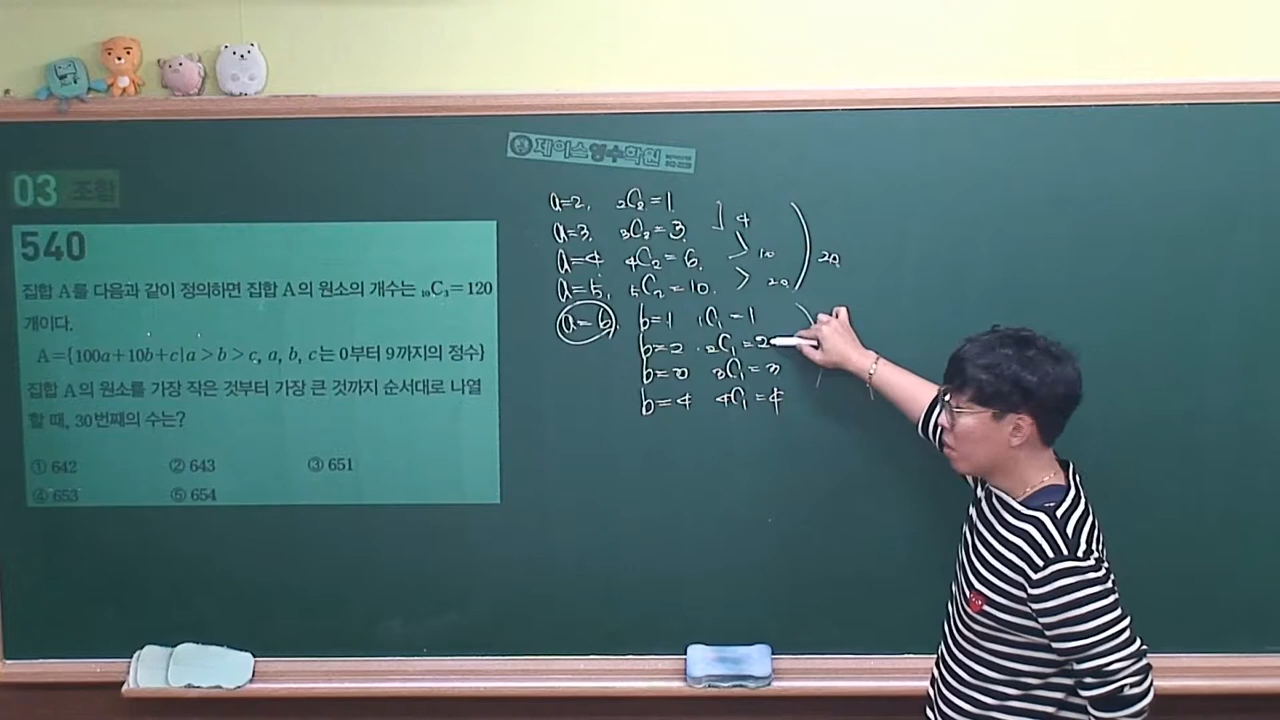 제이스영수학원
03 조합
540
집합 A를 다음과 같이 정의하면 집합 A의 원소의 개수는 ₁₀C₃=120
개이다.
A={100a+10b+c|a>b>c, a, b, c는 0부터 9까지의 정수}
집합 A의 원소를 가장 작은 것부터 가장 큰 것까지 순서대로 나열
할 때, 30번째의 수는?
① 642 ② 643 ③ 651
④ 653 ⑤ 654
a=2, ₂C₂=1
a=3, ₃C₂=3 4
a=4, ₄C₂=6. 10
a=5, ₅C₂=10. 20
20
a=6, b=1 ₁C₁=1
b=2 ₂C₁=2
b=3 ₃C₁=3
b=4 ₄C₁=4